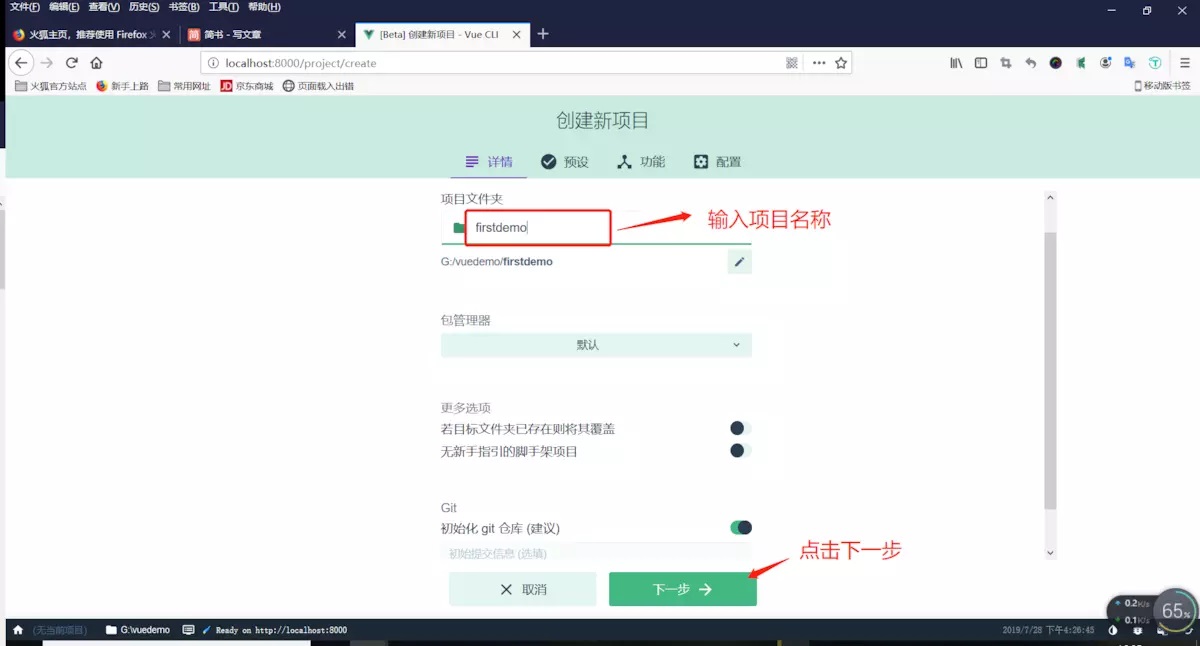 文件(F) 编辑(E) 查看(V) 历史(S) 书签(B) 工具(T) 帮助(H)
火狐主页，推荐使用 Firefox
简 简书 - 写文章
[Beta] 创建新项目 - Vue CLI
localhost:8000/project/create
火狐官方站点 新手上路 常用网址 JD 京东商城 页面载入出错 移动版书签
创建新项目
详情 预设 功能 配置
项目文件夹
firstdemo
输入项目名称
G:/vuedemo/firstdemo
包管理器
默认
更多选项
若目标文件夹已存在则将其覆盖
无新手指引的脚手架项目
Git
初始化 git 仓库 (建议)
初始提交信息 (选填)
点击下一步
取消 下一步
0.2K/s
0.1K/s
65%
(无当前项目) G:\vuedemo Ready on http://localhost:8000 2019/7/28 下午4:26:45